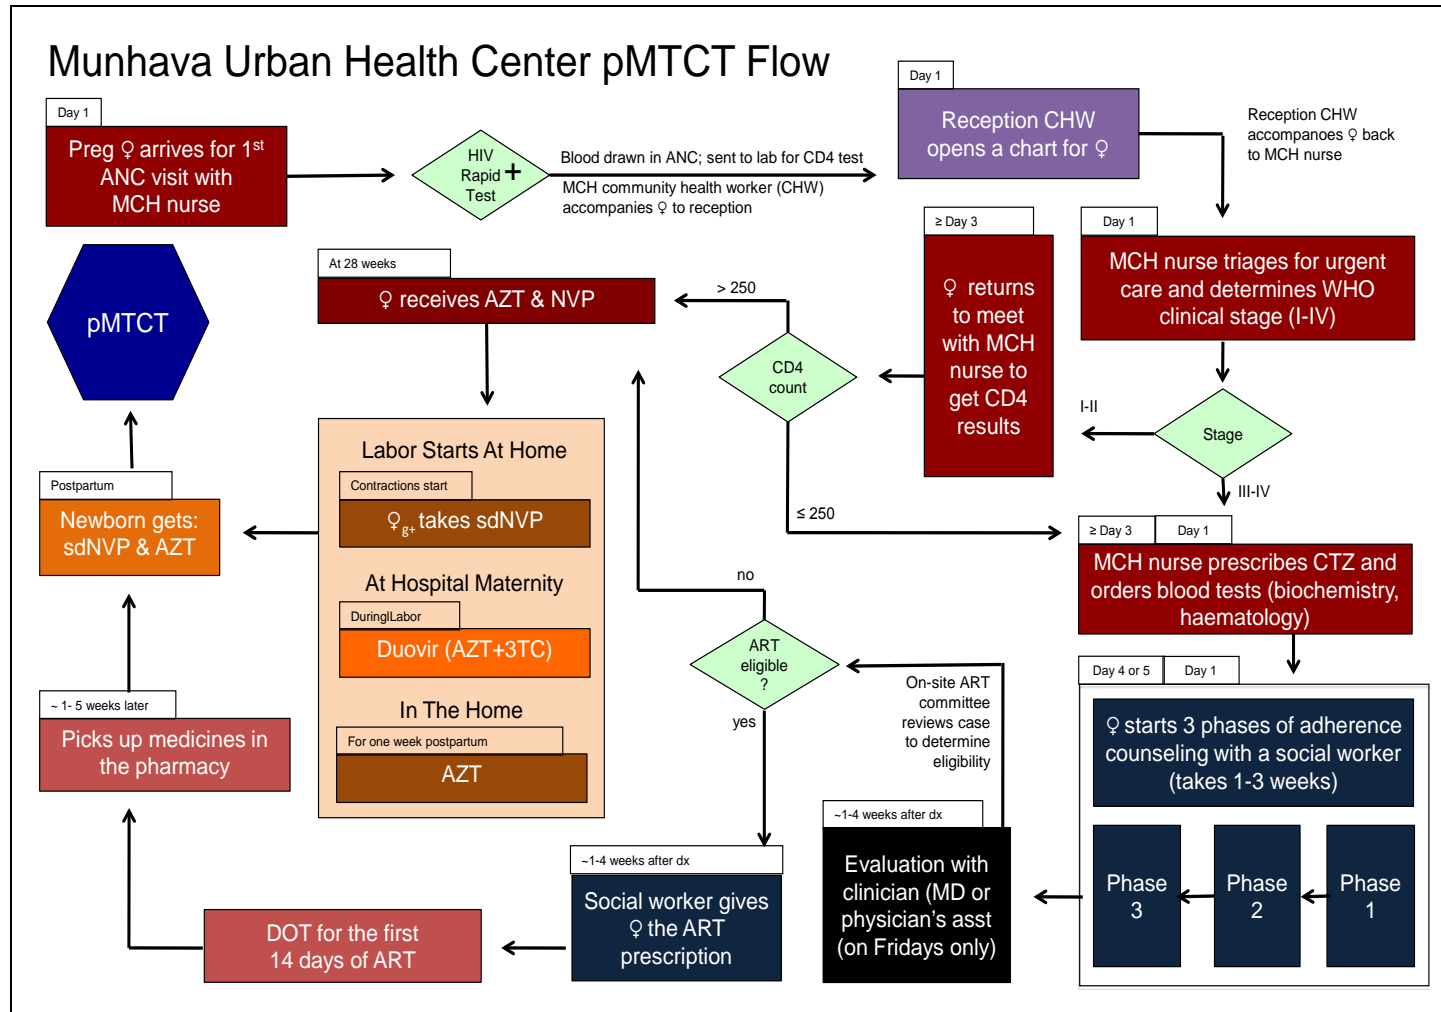 Munhava Urban Health Center pMTCT Flow
Day 1
Preg ♀ arrives for 1st
ANC visit with
MCH nurse
HIV
Rapid
Test
+
Blood drawn in ANC; sent to lab for CD4 test
MCH community health worker (CHW)
accompanies ♀ to reception
Day 1
Reception CHW
opens a chart for ♀
Reception CHW
accompanoes ♀ back
to MCH nurse
Day 1
MCH nurse triages for urgent
care and determines WHO
clinical stage (I-IV)
Stage
I-II
III-IV
≥ Day 3
♀ returns
to meet
with MCH
nurse to
get CD4
results
CD4
count
> 250
≤ 250
At 28 weeks
♀ receives AZT & NVP
pMTCT
Labor Starts At Home
Contractions start
♀g+ takes sdNVP
At Hospital Maternity
DuringlLabor
Duovir (AZT+3TC)
In The Home
For one week postpartum
AZT
Postpartum
Newborn gets:
sdNVP & AZT
≥ Day 3
Day 1
MCH nurse prescribes CTZ and
orders blood tests (biochemistry,
haematology)
Day 4 or 5
Day 1
♀ starts 3 phases of adherence
counseling with a social worker
(takes 1-3 weeks)
Phase
1
Phase
2
Phase
3
~1-4 weeks after dx
Evaluation with
clinician (MD or
physician's asst
(on Fridays only)
On-site ART
committee
reviews case
to determine
eligibility
ART
eligible
?
no
yes
~1-4 weeks after dx
Social worker gives
♀ the ART
prescription
DOT for the first
14 days of ART
~ 1- 5 weeks later
Picks up medicines in
the pharmacy